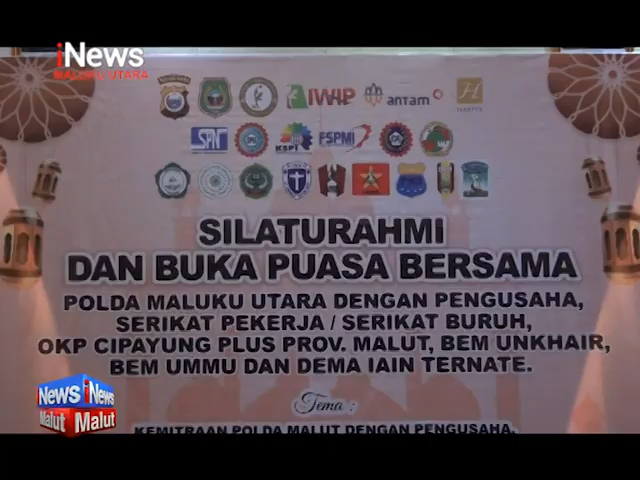 iNews
MALUKU UTARA
IWIP
antam
HARITA
SPN
KSPI
FSPMI
SILATURAHMI
DAN BUKA PUASA BERSAMA
POLDA MALUKU UTARA DENGAN PENGUSAHA,
SERIKAT PEKERJA / SERIKAT BURUH,
OKP CIPAYUNG PLUS PROV. MALUT, BEM UNKHAIR,
BEM UMMU DAN DEMA IAIN TERNATE.
Tema :
KEMITRAAN POLDA MALUT DENGAN PENGUSAHA,
iNews iNews
Malut Malut